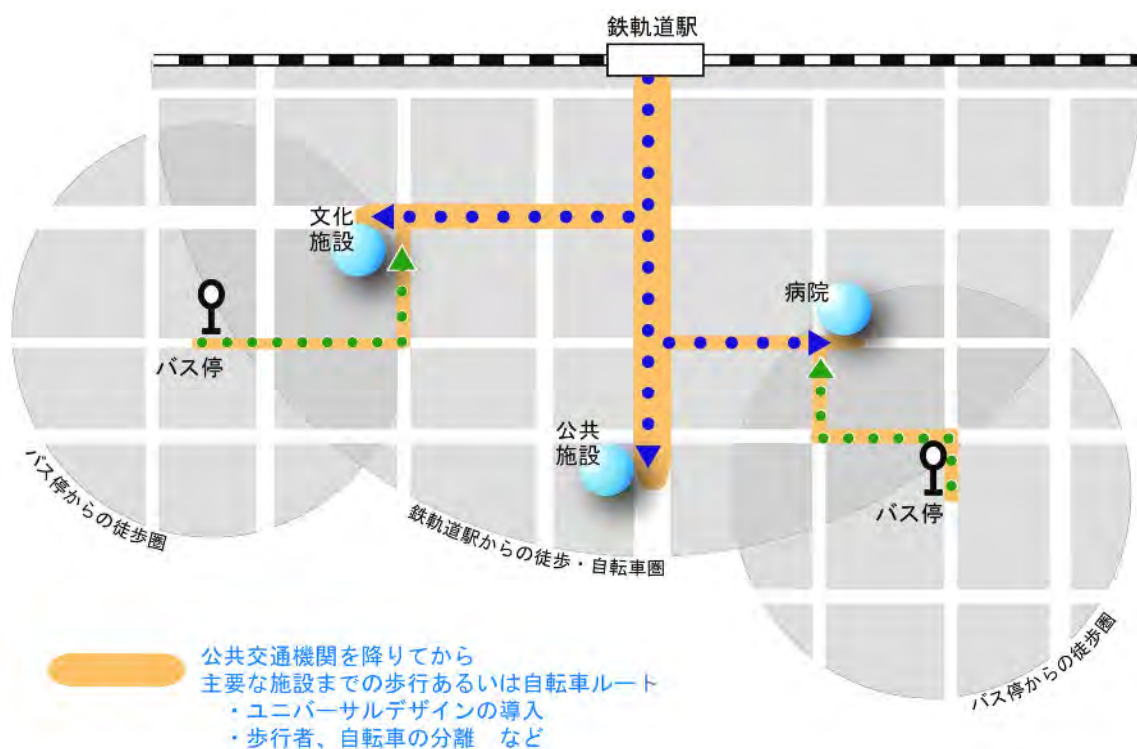 鉄軌道駅
文化
施設
病院
バス停
公共
施設
バス停
バス停からの徒歩圏
鉄軌道駅からの徒歩・自転車圏
バス停からの徒歩圏
公共交通機関を降りてから
主要な施設までの歩行あるいは自転車ルート
・ユニバーサルデザインの導入
・歩行者、自転車の分離　など